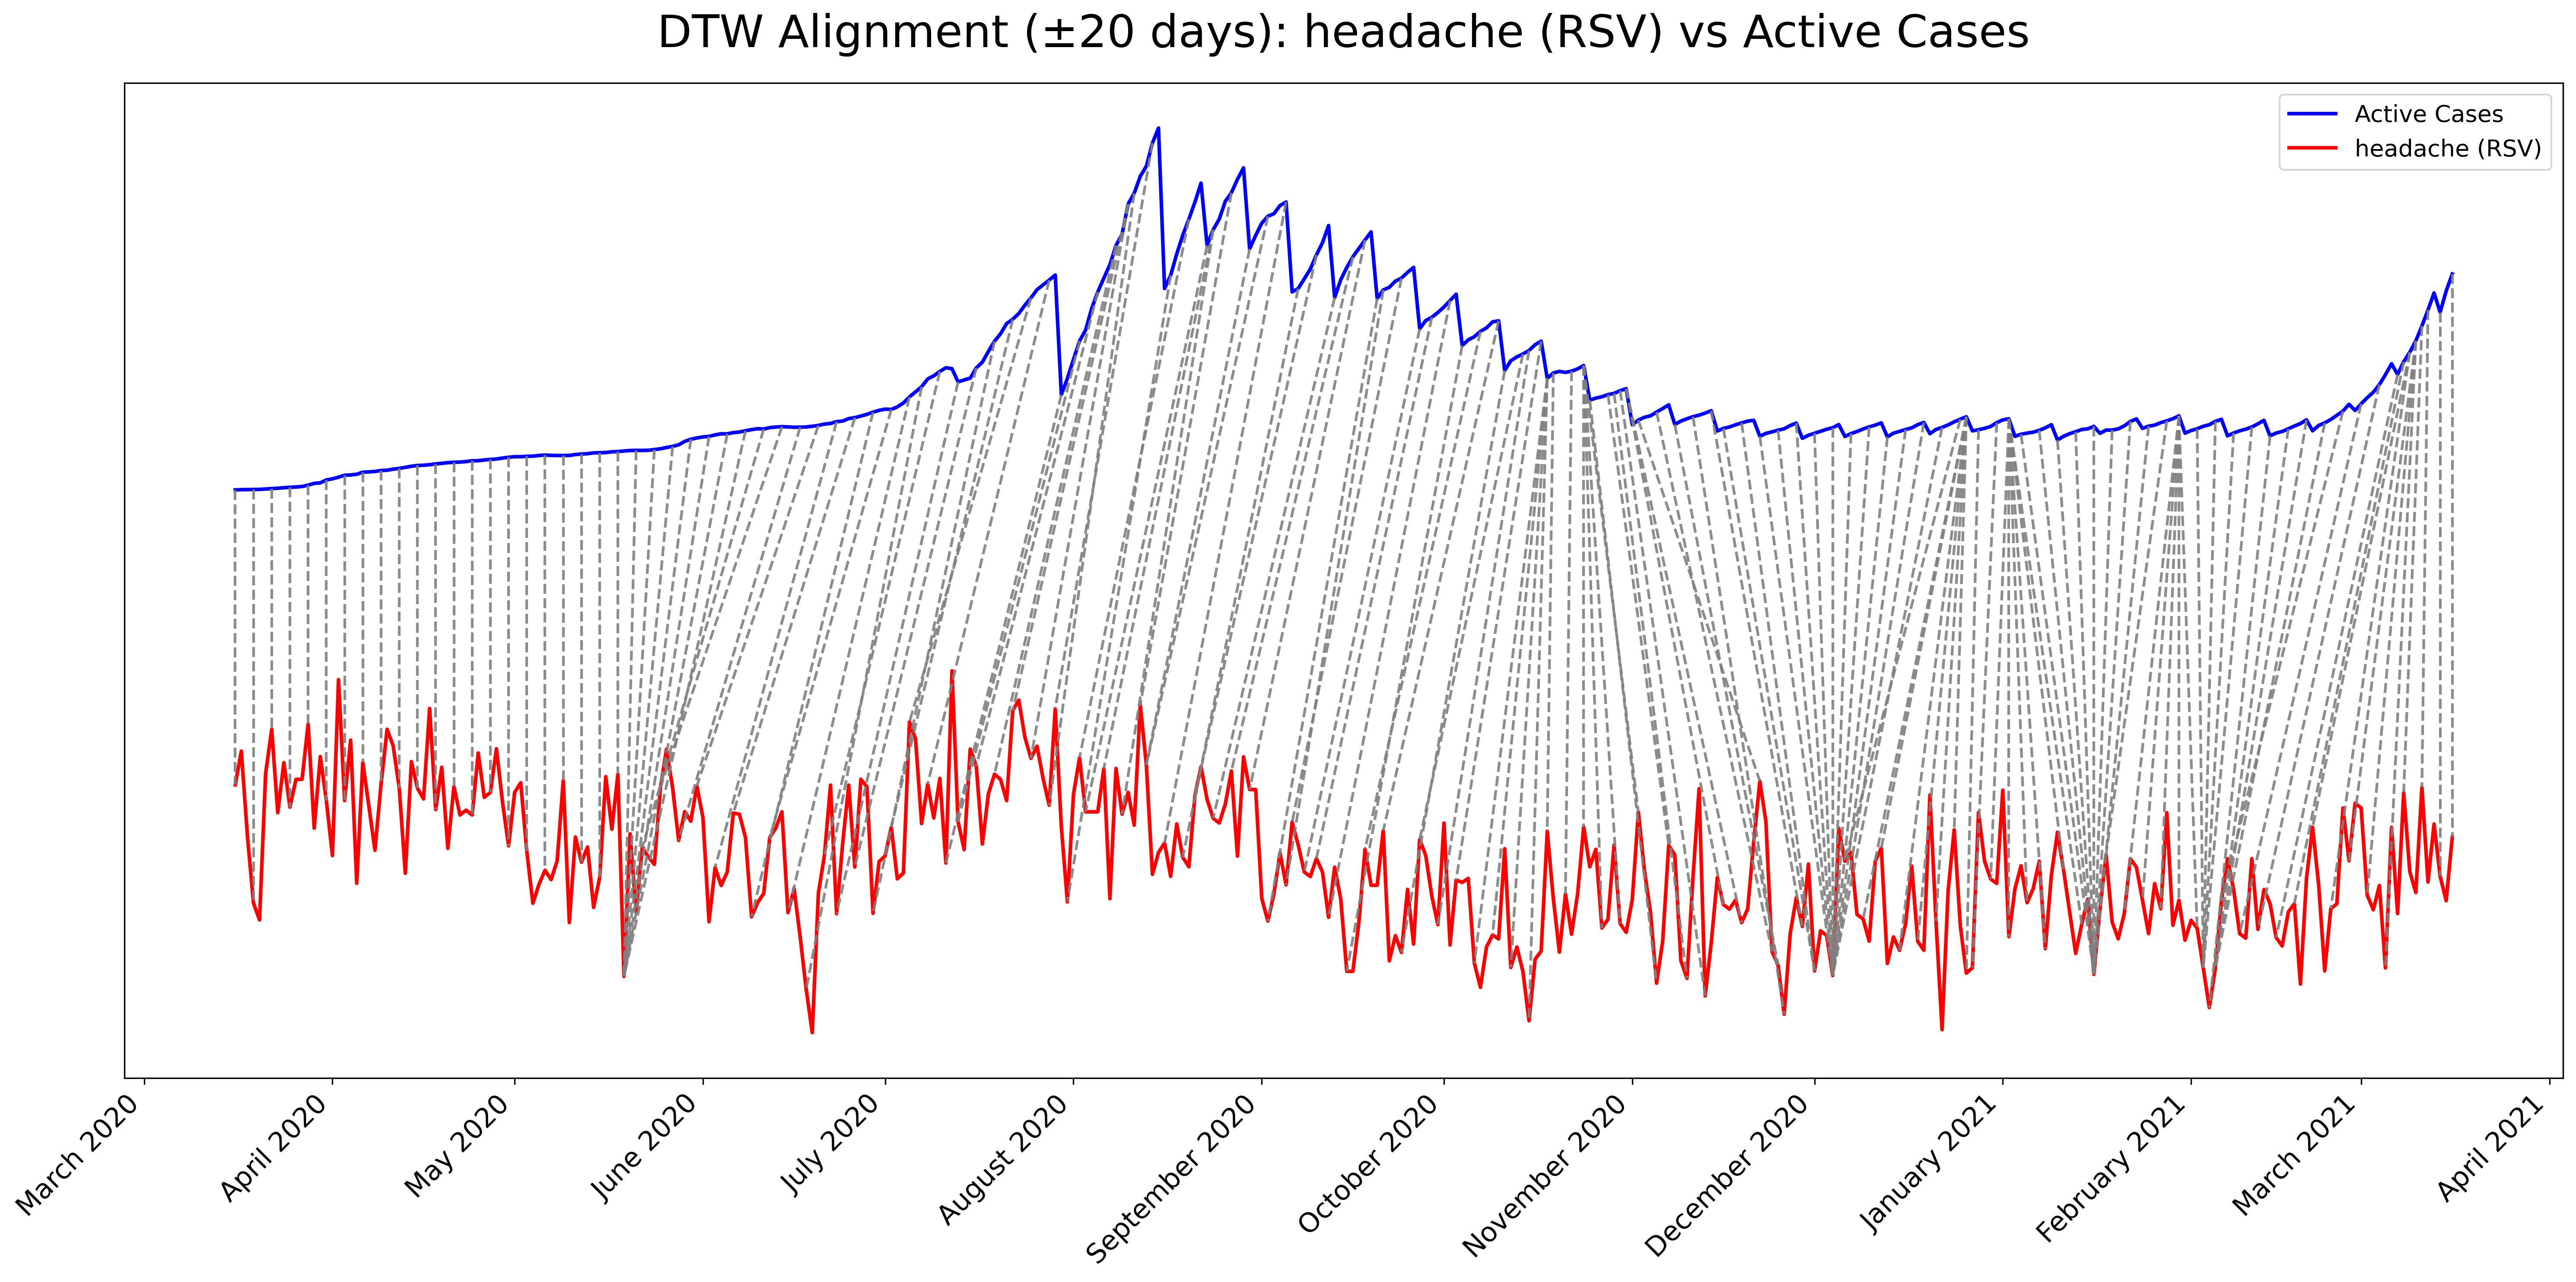 DTW Alignment (±20 days): headache (RSV) vs Active Cases
Active Cases
headache (RSV)
March 2020
April 2020
May 2020
June 2020
July 2020
August 2020
September 2020
October 2020
November 2020
December 2020
January 2021
February 2021
March 2021
April 2021